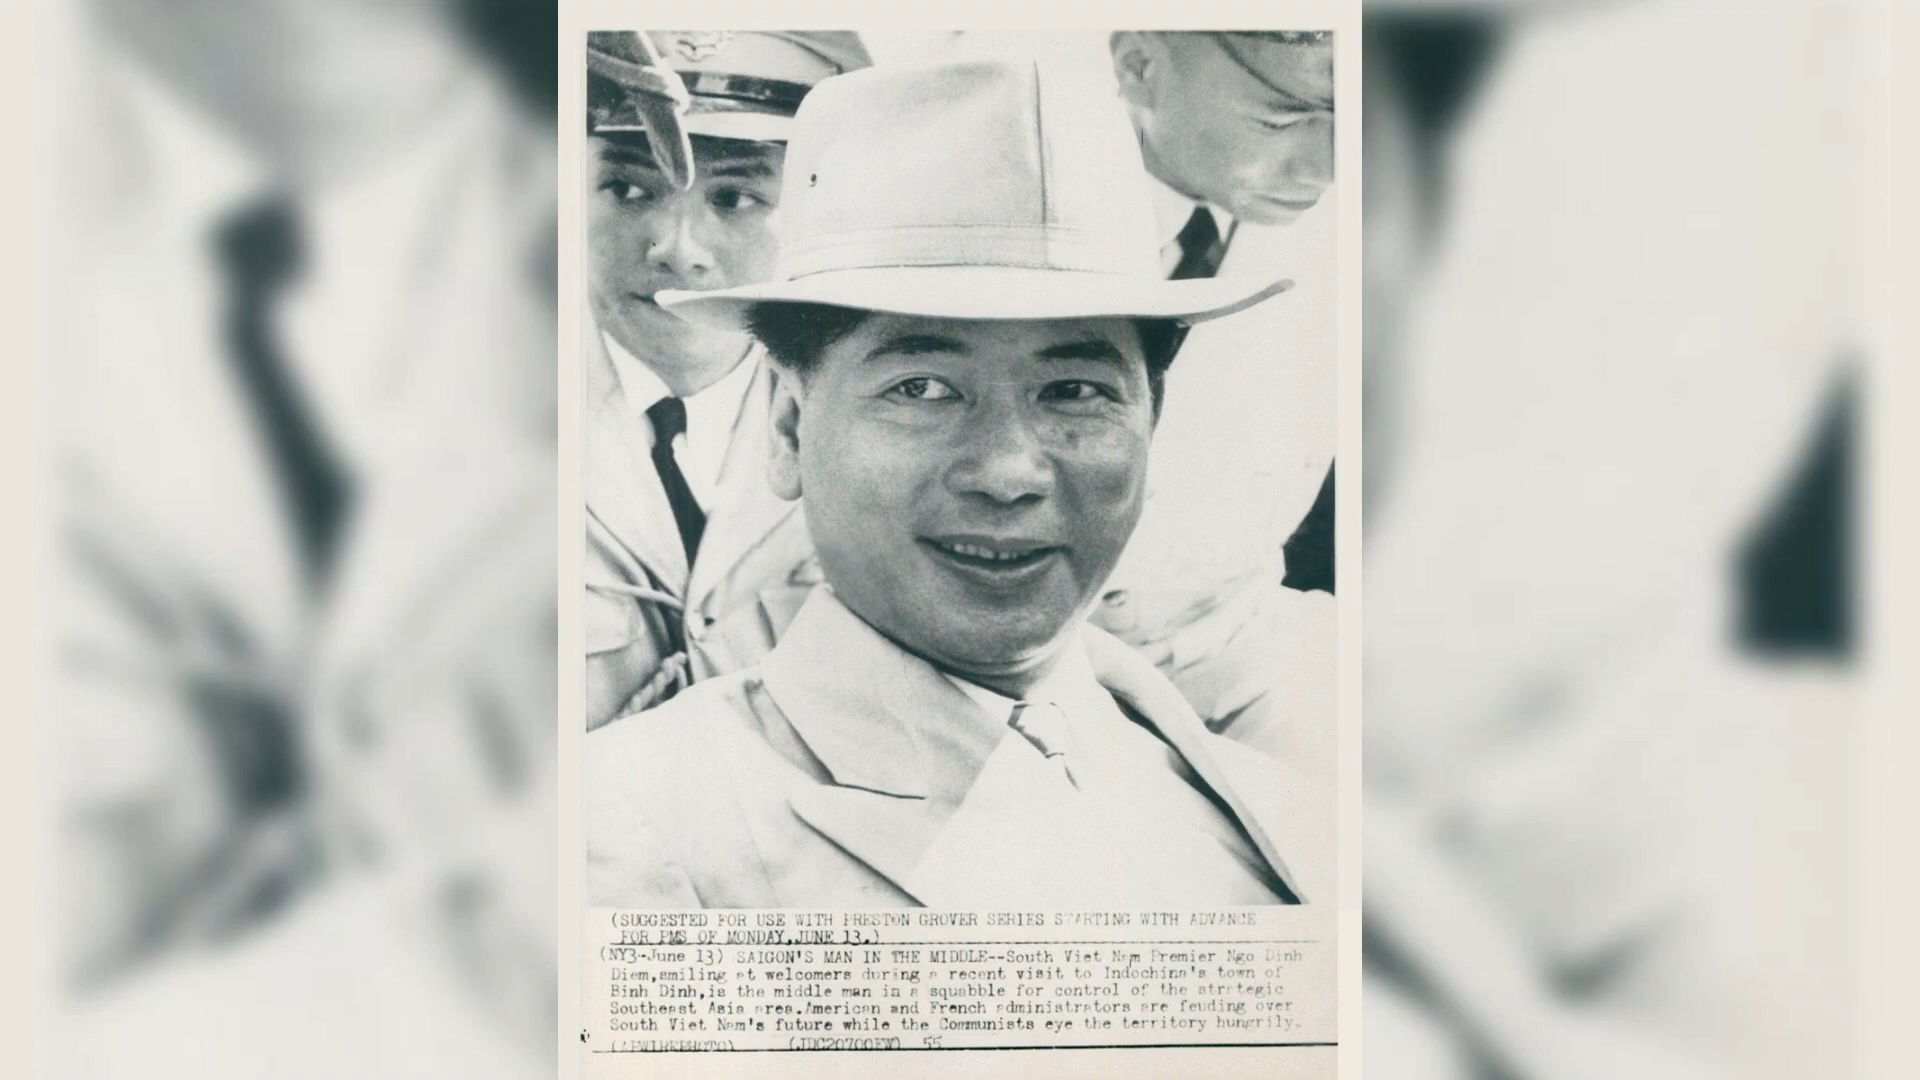 (SUGGESTED FOR USE WITH PRESTON GROVER SERIES STARTING WITH ADVANCE
FOR PMS OF MONDAY,JUNE 13.)
(NY3-June 13) SAIGON'S MAN IN THE MIDDLE--South Viet Nam Premier Ngo Dinh
Diem,smiling at welcomers during a recent visit to Indochina's town of
Binh Dinh,is the middle man in a squabble for control of the strategic
Southeast Asia area.American and French administrators are feuding over
South Viet Nam's future while the Communists eye the territory hungrily.
(APWIREPHOTO) (JDC20700FW) 55